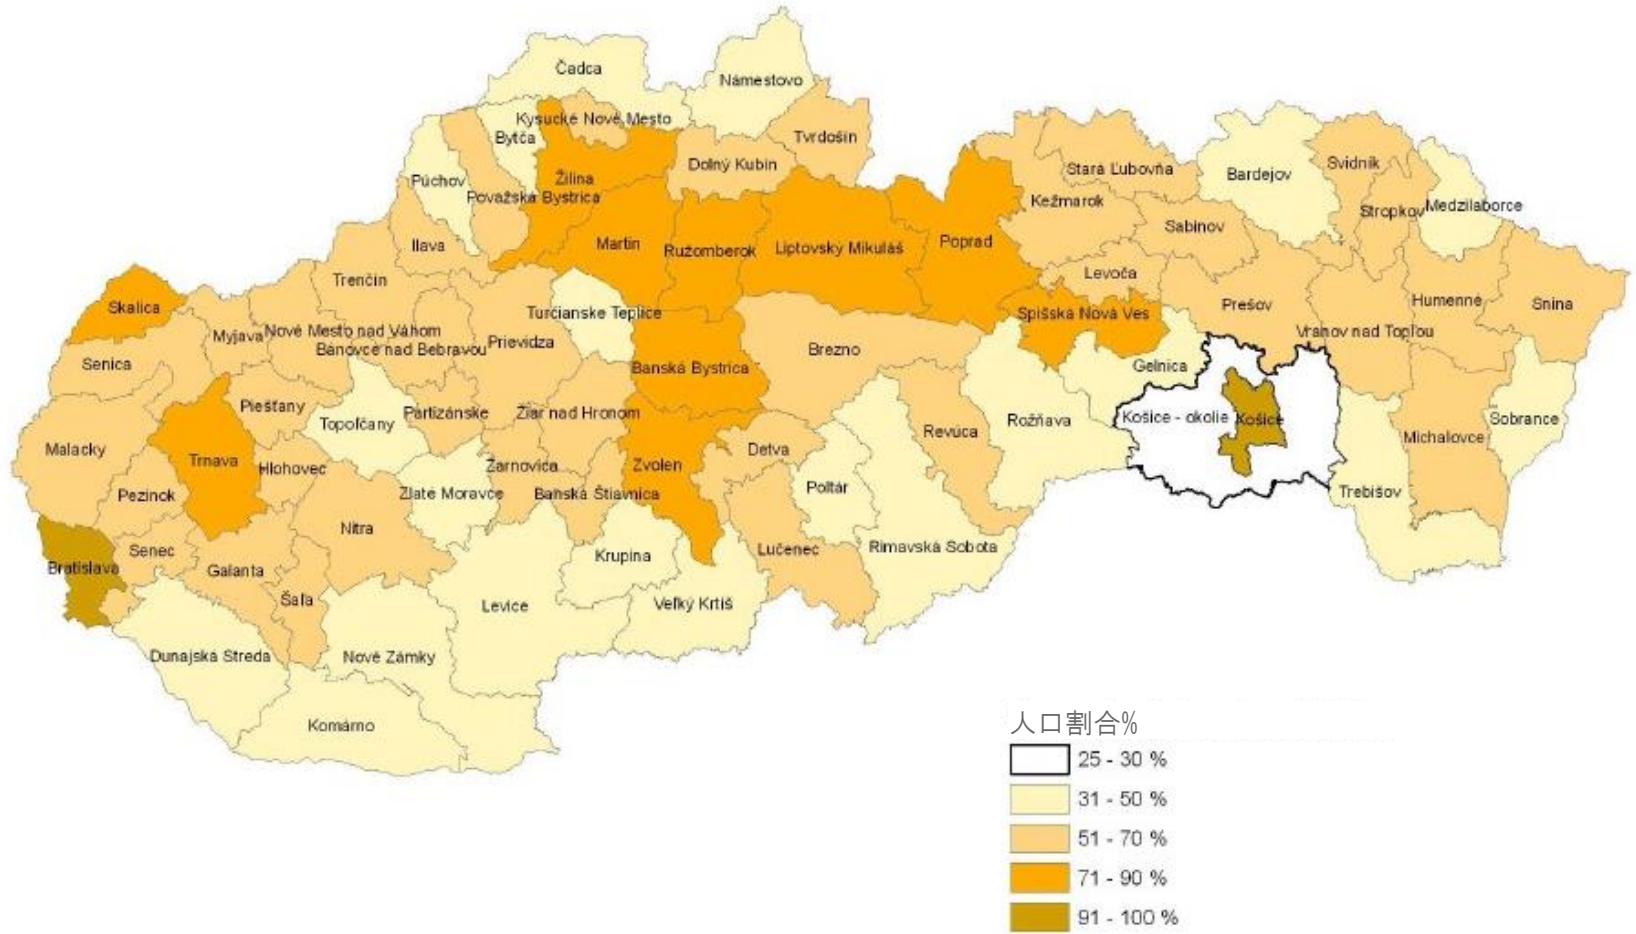 Čadca
Námestovo
Kysucké Nové Mesto
Bytča
Tvrdošín
Dolný Kubín
Stará Ľubovňa
Svidník
Bardejov
Púchov
Žilina
Považská Bystrica
Kežmarok
Stropkov
Medzilaborce
Sabinov
Ilava
Martin
Ružomberok
Liptovský Mikuláš
Poprad
Trenčín
Levoča
Skalica
Turčianske Teplice
Spišská Nová Ves
Prešov
Humenné
Snina
Myjava
Nové Mesto nad Váhom
Bánovce nad Bebravou
Prievidza
Brezno
Vranov nad Topľou
Senica
Banská Bystrica
Gelnica
Piešťany
Topoľčany
Partizánske
Žiar nad Hronom
Rožňava
Košice - okolie
Košice
Sobrance
Malacky
Trnava
Hlohovec
Žarnovica
Zvolen
Detva
Revúca
Michalovce
Pezinok
Zlaté Moravce
Banská Štiavnica
Poltár
Trebišov
Nitra
Bratislava
Senec
Galanta
Krupina
Lučenec
Rimavská Sobota
Šaľa
Levice
Veľký Krtíš
Dunajská Streda
Nové Zámky
Komárno
人口割合%
25 - 30 %
31 - 50 %
51 - 70 %
71 - 90 %
91 - 100 %